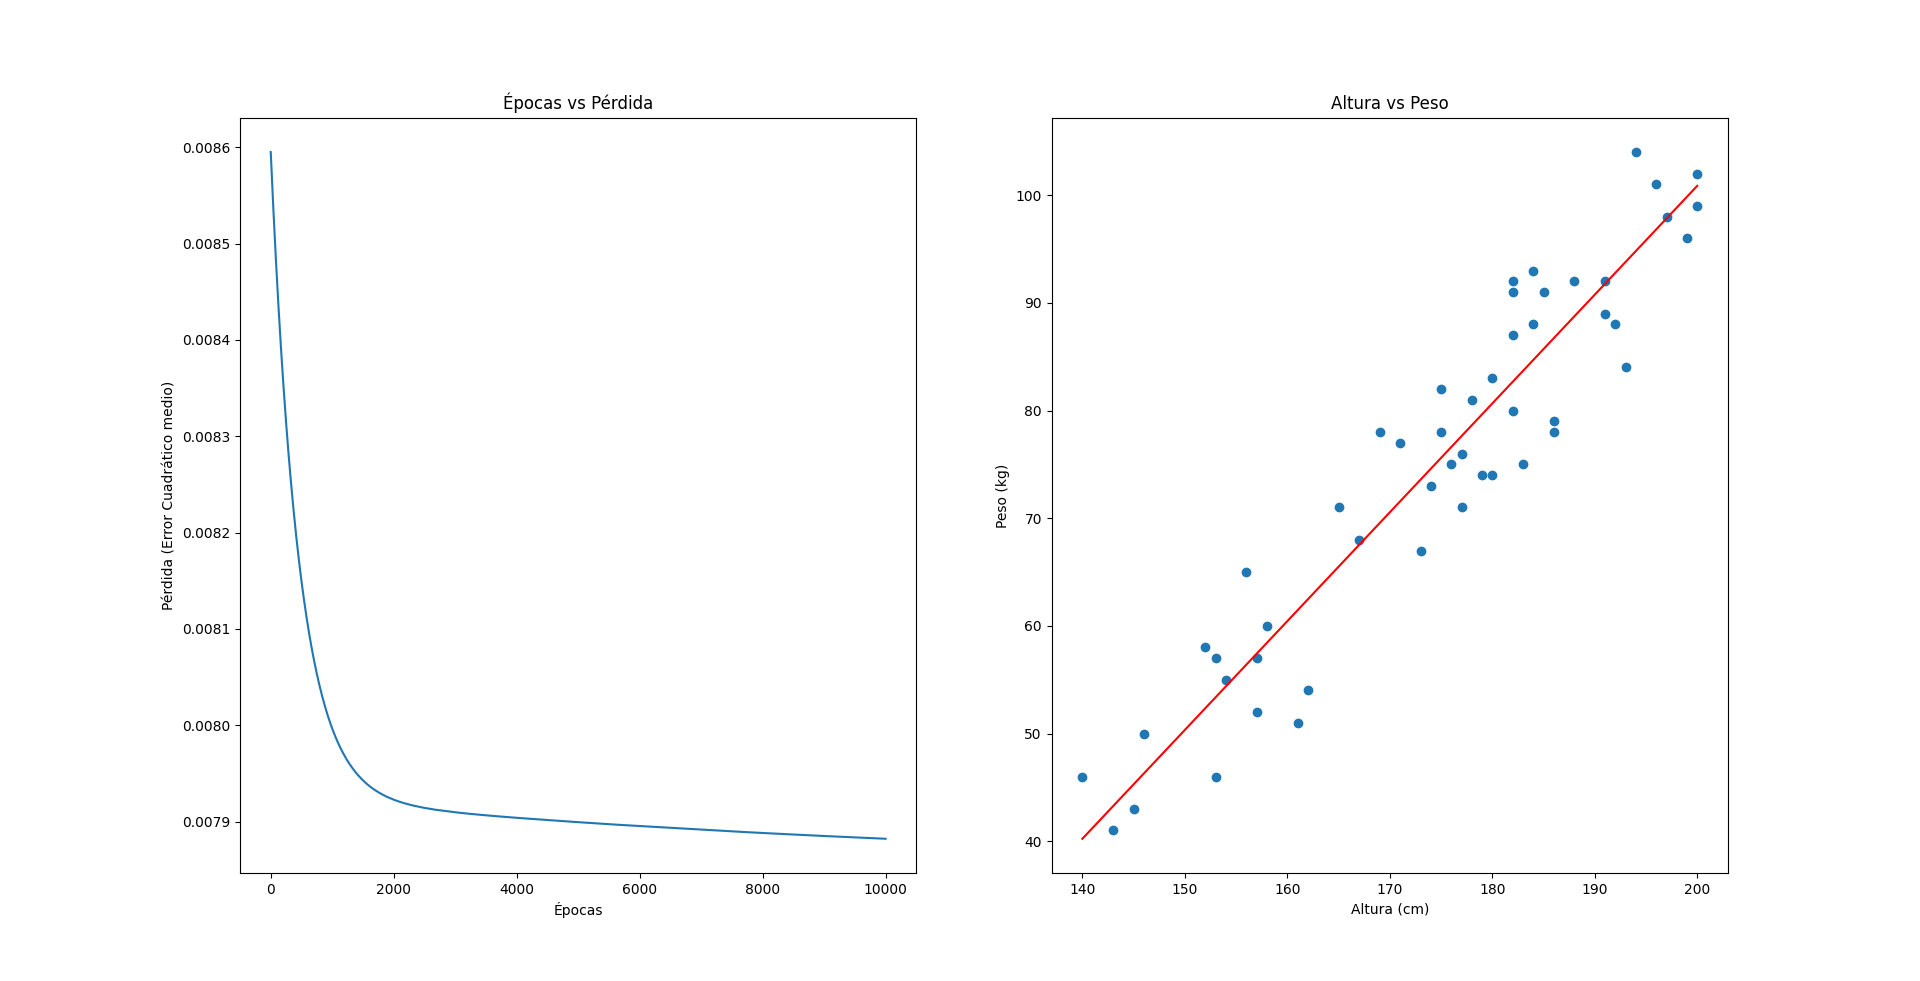 Épocas vs Pérdida
0.0086
0.0085
0.0084
0.0083
0.0082
0.0081
0.0080
0.0079
Pérdida (Error Cuadrático medio)
0 2000 4000 6000 8000 10000
Épocas
Altura vs Peso
100
90
80
70
60
50
40
Peso (kg)
140 150 160 170 180 190 200
Altura (cm)